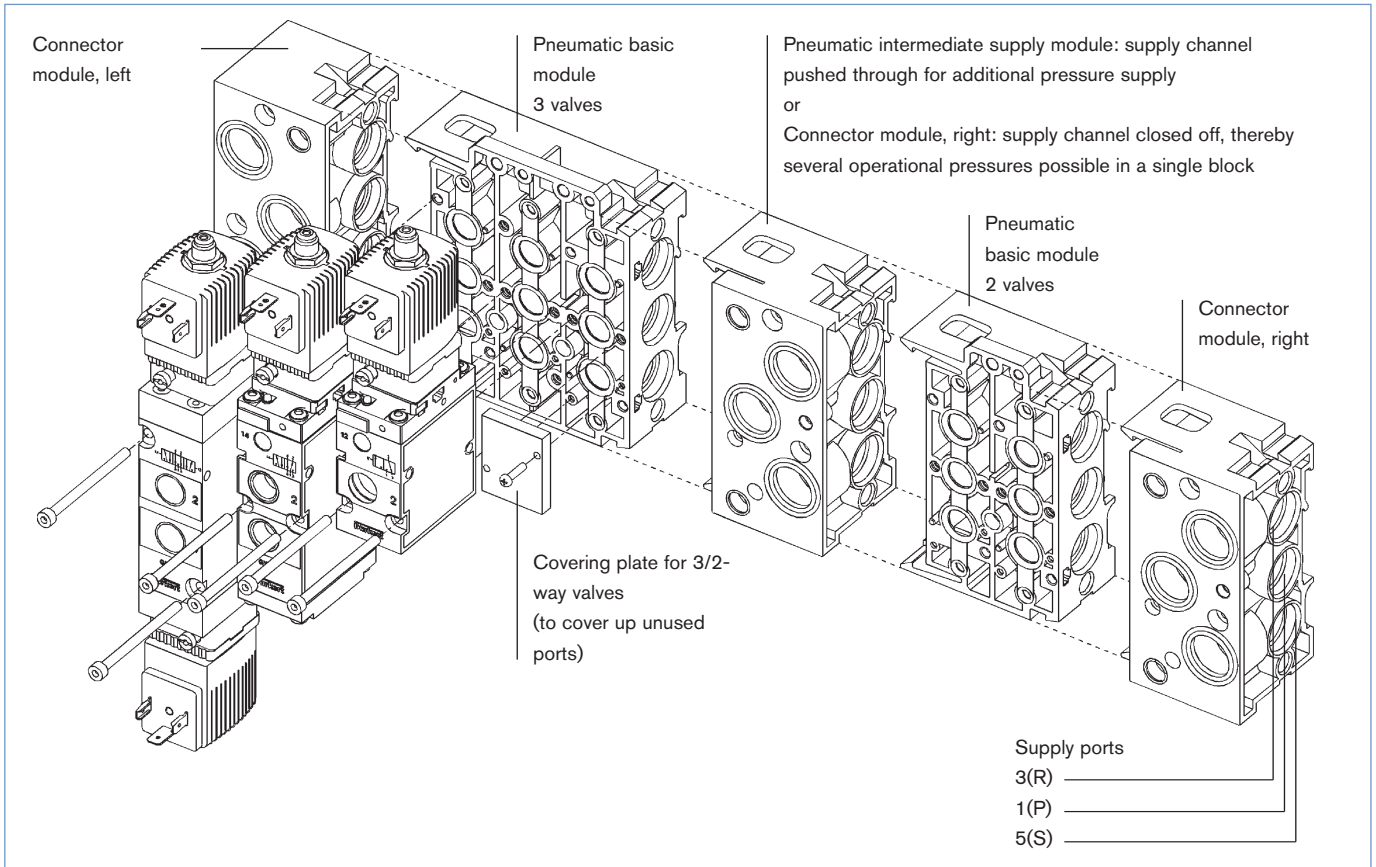 Connector
module, left
Pneumatic basic
module
3 valves
Pneumatic intermediate supply module: supply channel
pushed through for additional pressure supply
or
Connector module, right: supply channel closed off, thereby
several operational pressures possible in a single block
Pneumatic
basic module
2 valves
Connector
module, right
14
12
2
2
2
Covering plate for 3/2-
way valves
(to cover up unused
ports)
Supply ports
3(R)
1(P)
5(S)